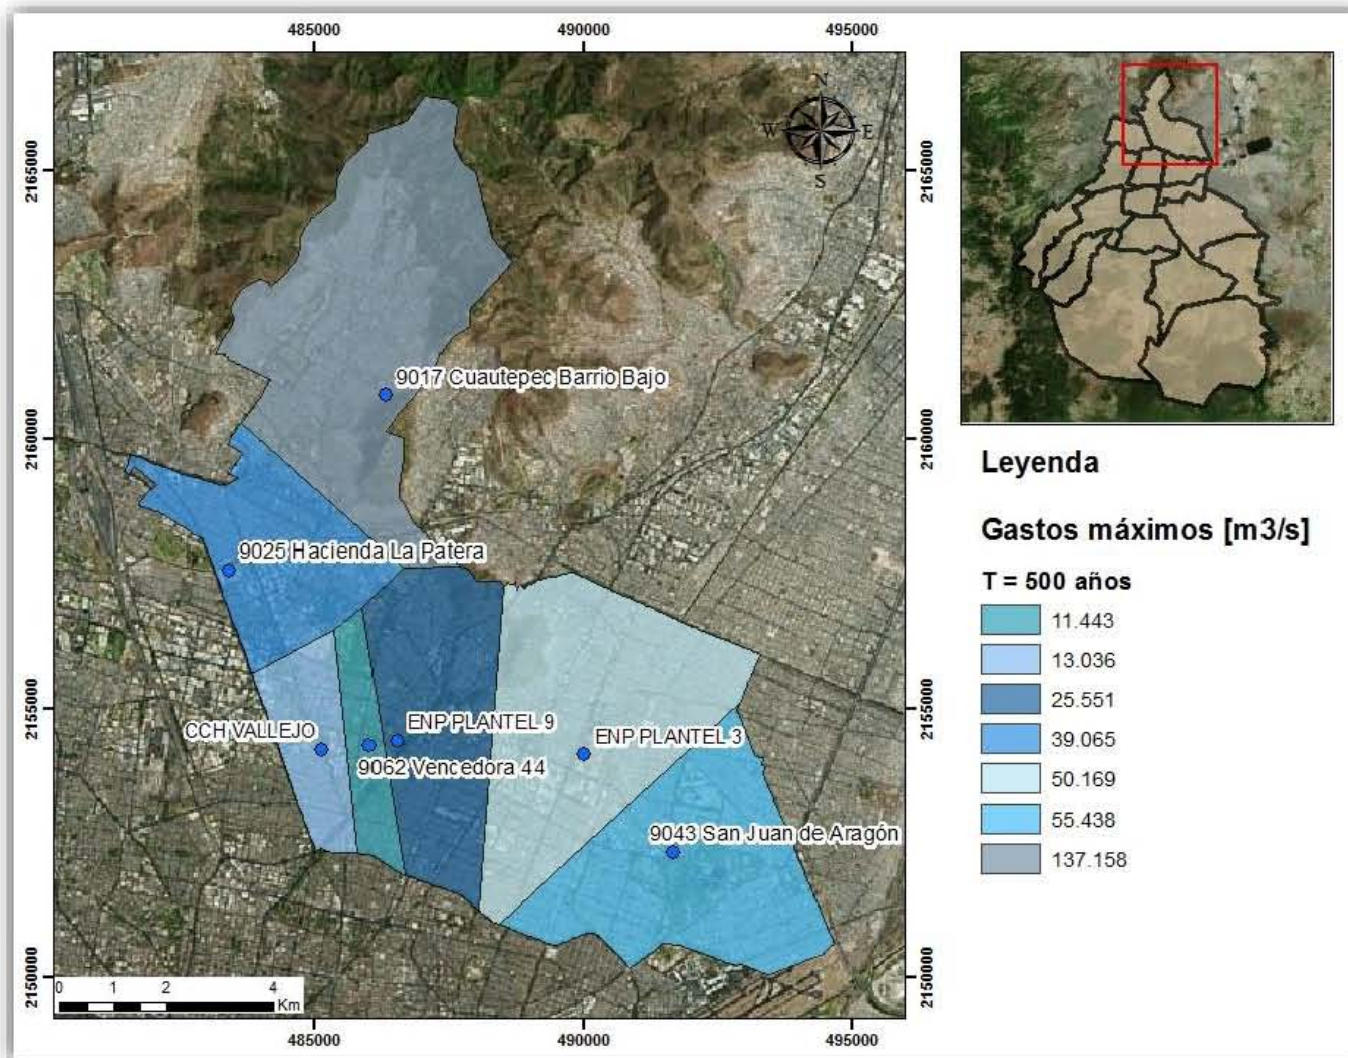 485000
490000
495000
N
W
E
S
2165000
2165000
9017 Cuautepec Barrio Bajo
2160000
2160000
Leyenda
Gastos máximos [m3/s]
9025 Hacienda La Patera
T = 500 años
11.443
13.036
25.551
39.065
50.169
55.438
137.158
2155000
2155000
CCH VALLEJO
ENP PLANTEL 9
ENP PLANTEL 3
9062 Vencedora 44
9043 San Juan de Aragón
2150000
2150000
0 1 2 4
Km
485000
490000
495000